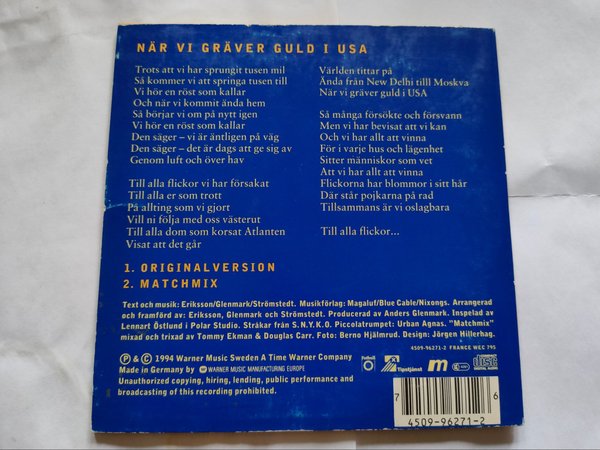 NÄR VI GRÄVER GULD I USA
Trots att vi har sprungit tusen mil
Så kommer vi att springa tusen till
Vi hör en röst som kallar
Och när vi kommit ända hem
Så börjar vi om på nytt igen
Vi hör en röst som kallar
Den säger – vi är äntligen på väg
Den säger – det är dags att ge sig av
Genom luft och över hav
Till alla flickor vi har försakat
Till alla er som trott
På allting som vi gjort
Vill ni följa med oss västerut
Till alla dom som korsat Atlanten
Visat att det går
Världen tittar på
Ända från New Delhi tilll Moskva
När vi gräver guld i USA
Så många försökte och försvann
Men vi har bevisat att vi kan
Och vi har allt att vinna
För i varje hus och lägenhet
Sitter människor som vet
Att vi har allt att vinna
Flickorna har blommor i sitt hår
Där står pojkarna på rad
Tillsammans är vi oslagbara
Till alla flickor...
1. ORIGINALVERSION
2. MATCHMIX
Text och musik: Eriksson/Glenmark/Strömstedt. Musikförlag: Magaluf/Blue Cable/Nixongs. Arrangerad
och framförd av: Eriksson, Glenmark och Strömstedt. Producerad av Anders Glenmark. Inspelad av
Lennart Östlund i Polar Studio. Stråkar från S.N.Y.K.O. Piccolatrumpet: Urban Agnas. "Matchmix"
mixad och trixad av Tommy Ekman & Douglas Carr. Foto: Berno Hjälmrud. Design: Jörgen Hillerhag.
4509-96271-2 FRANCE WEC 795
Ⓟ & © 1994 Warner Music Sweden A Time Warner Company
Made in Germany by WARNER MUSIC MANUFACTURING EUROPE
Unauthorized copying, hiring, lending, public performance and
broadcasting of this recording prohibited.
Tipstjänst
m
COMPACT
disc
DIGITAL AUDIO
7 6
4509-96271-2